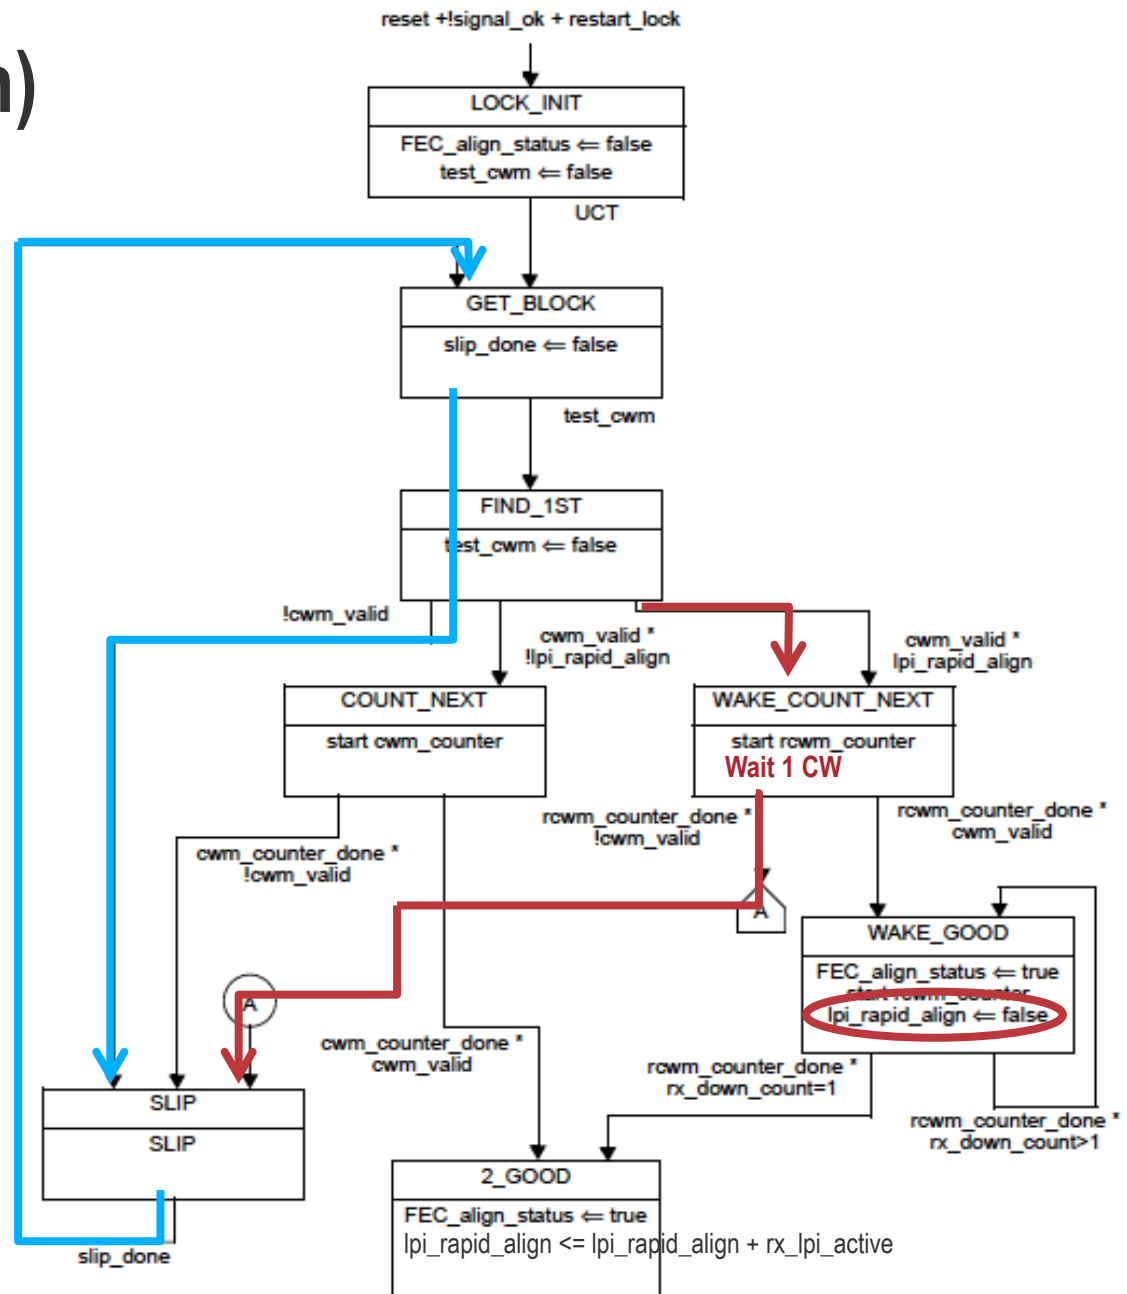 reset +!signal_ok + restart_lock
n)
LOCK_INIT
FEC_align_status ⇐ false
test_cwm ⇐ false
UCT
GET_BLOCK
slip_done ⇐ false
test_cwm
FIND_1ST
test_cwm ⇐ false
!cwm_valid
cwm_valid *
!lpi_rapid_align
cwm_valid *
lpi_rapid_align
COUNT_NEXT
start cwm_counter
WAKE_COUNT_NEXT
start rcwm_counter
Wait 1 CW
cwm_counter_done *
!cwm_valid
rcwm_counter_done *
!cwm_valid
rcwm_counter_done *
cwm_valid
A
WAKE_GOOD
FEC_align_status ⇐ true
start rcwm_counter
lpi_rapid_align ⇐ false
A
cwm_counter_done *
cwm_valid
rcwm_counter_done *
rx_down_count=1
rcwm_counter_done *
rx_down_count>1
SLIP
SLIP
slip_done
2_GOOD
FEC_align_status ⇐ true
lpi_rapid_align <= lpi_rapid_align + rx_lpi_active